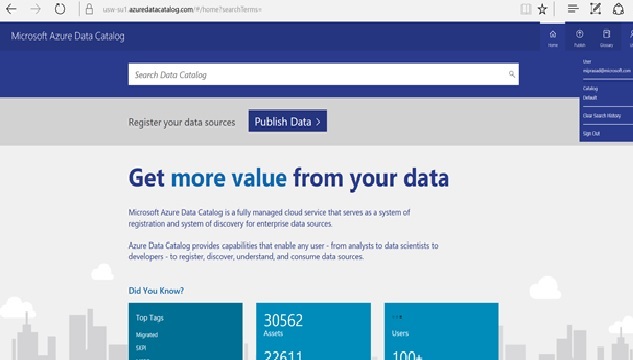 usw-su1.azuredatacatalog.com/#/home?searchTerms=
Microsoft Azure Data Catalog
Home
Publish
Glossary
User
Search Data Catalog
@microsoft.com
Catalog
Default
Clear Search History
Sign Out
Register your data sources
Publish Data >
Get more value from your data
Microsoft Azure Data Catalog is a fully managed cloud service that serves as a system of
registration and system of discovery for enterprise data sources.
Azure Data Catalog provides capabilities that enable any user - from analysts to data scientists to
developers - to register, discover, understand, and consume data sources.
Did You Know?
Top Tags
Migrated
SKPI
30562
Assets
22611
Users
100+